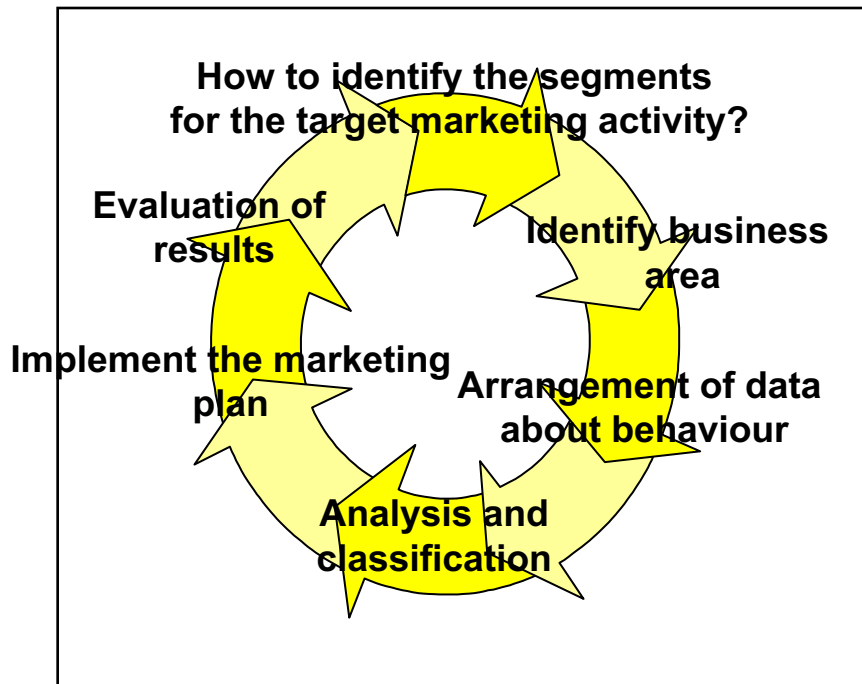 How to identify the segments
for the target marketing activity?
Identify business
area
Arrangement of data
about behaviour
Analysis and
classification
Implement the marketing
plan
Evaluation of
results